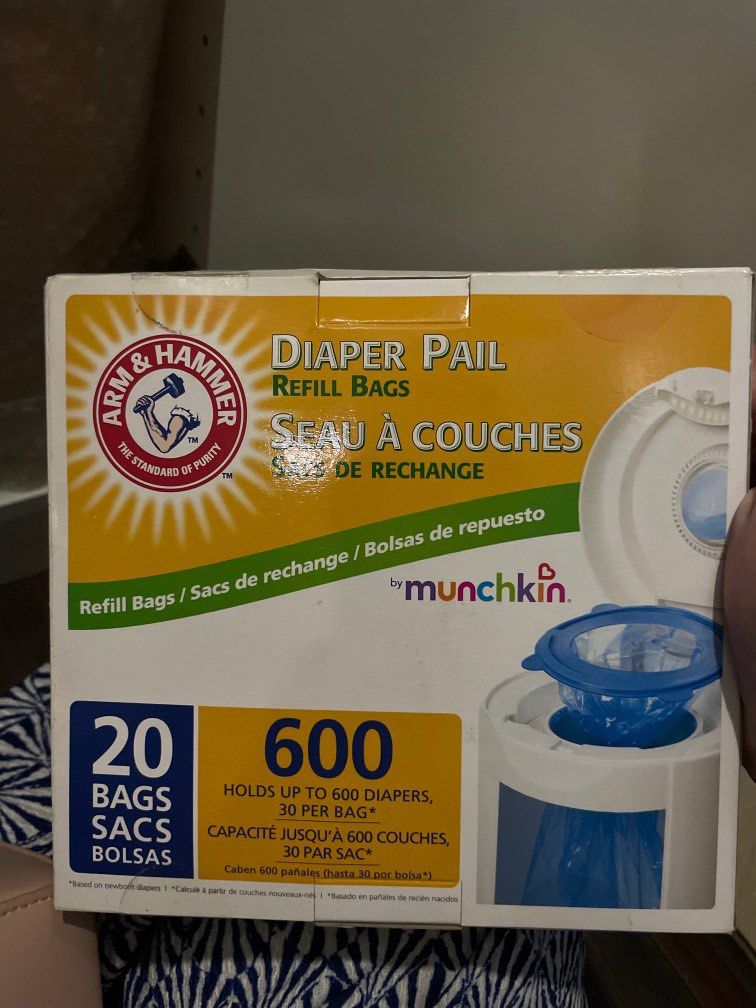 ARM & HAMMER
THE STANDARD OF PURITY
TM
TM
DIAPER PAIL
REFILL BAGS
SEAU À COUCHES
SACS DE RECHANGE
Refill Bags / Sacs de rechange / Bolsas de repuesto
by munchkin.
20
BAGS
SACS
BOLSAS
600
HOLDS UP TO 600 DIAPERS,
30 PER BAG*
CAPACITÉ JUSQU'À 600 COUCHES,
30 PAR SAC*
Caben 600 pañales (hasta 30 por bolsa*)
*Based on newborn diapers | *Calculé à partir de couches nouveaux-nés | *Basado en pañales de recién nacidos